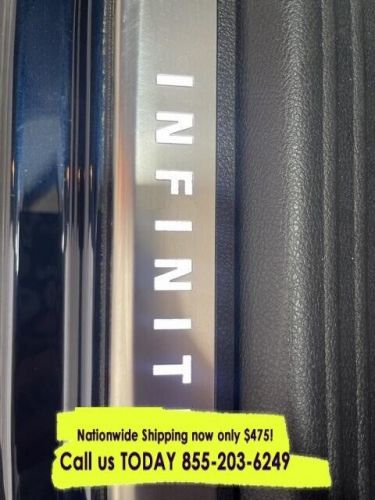 INFINIT
Nationwide Shipping now only $475!
Call us TODAY 855-203-6249